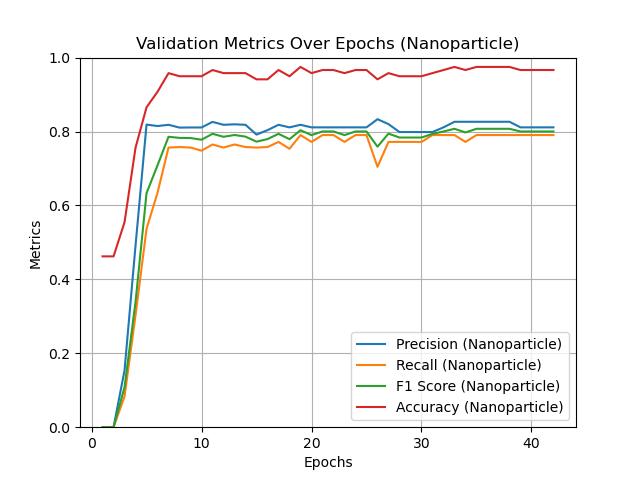 Validation Metrics Over Epochs (Nanoparticle)
1.0
0.8
0.6
0.4
0.2
0.0
Metrics
Precision (Nanoparticle)
Recall (Nanoparticle)
F1 Score (Nanoparticle)
Accuracy (Nanoparticle)
0 10 20 30 40
Epochs